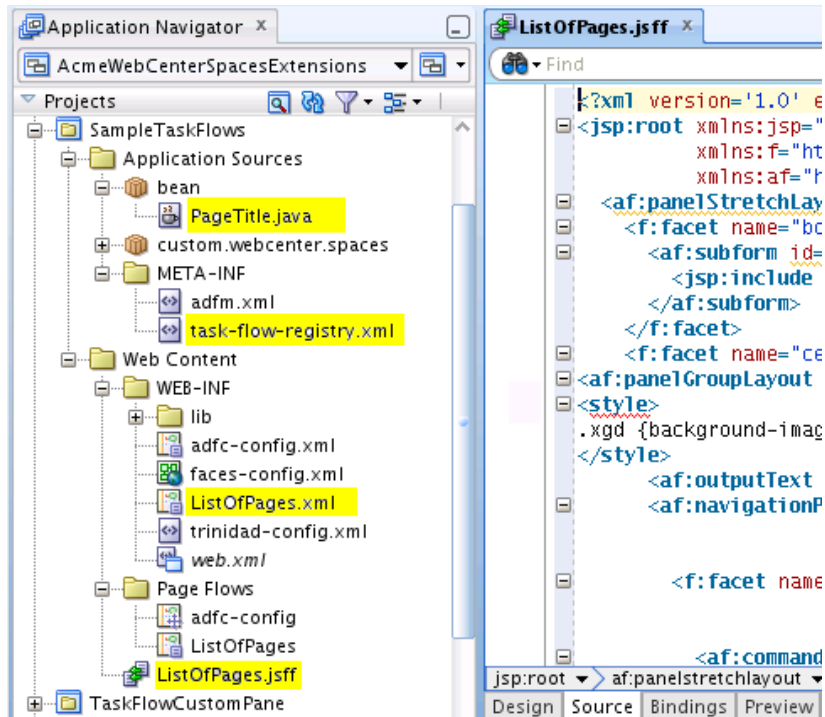 Application Navigator x
AcmeWebCenterSpacesExtensions
Projects
SampleTaskFlows
Application Sources
bean
PageTitle.java
custom.webcenter.spaces
META-INF
adfm.xml
task-flow-registry.xml
Web Content
WEB-INF
lib
adfc-config.xml
faces-config.xml
ListOfPages.xml
trinidad-config.xml
web.xml
Page Flows
adfc-config
ListOfPages
ListOfPages.jsff
TaskFlowCustomPane
ListOfPages.jsff x
Find
<?xml version='1.0' e
<jsp:root xmlns:jsp="
xmlns:f="ht
xmlns:af="h
<af:panelStretchLay
<f:facet name="bo
<af:subform id=
<jsp:include
</af:subform>
</f:facet>
<f:facet name="ce
<af:panelGroupLayout
<style>
.xgd {background-imag
</style>
<af:outputText
<af:navigationP
<f:facet name
<af:command
jsp:root af:panelstretchlayout
Design Source Bindings Preview